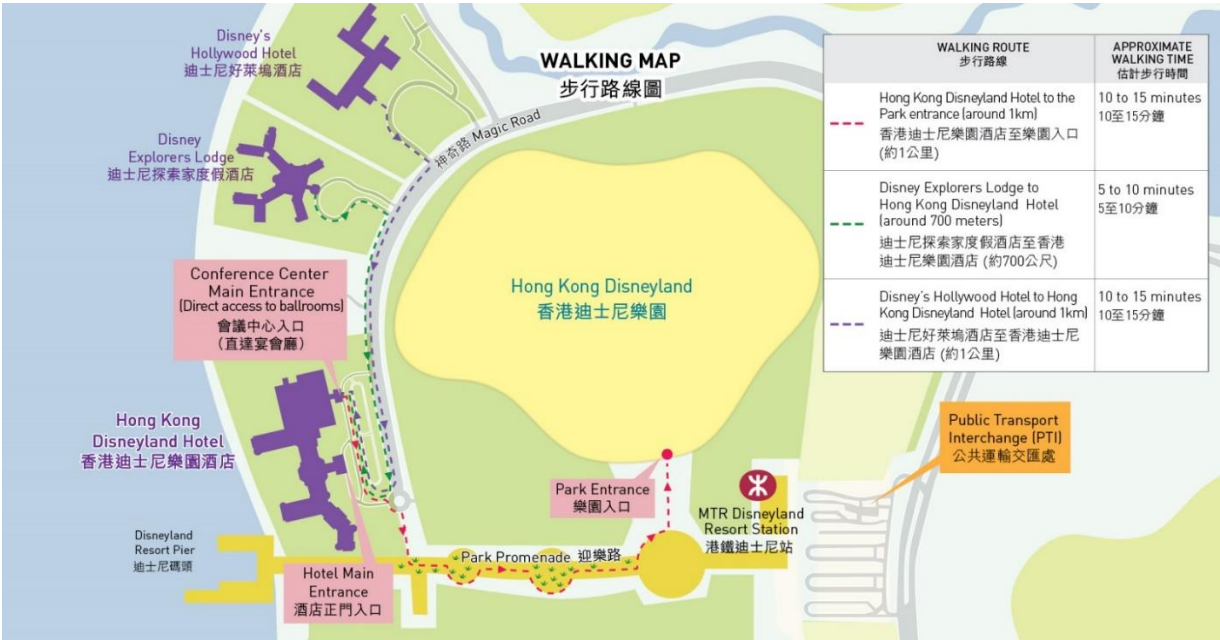 Disney's
Hollywood Hotel
迪士尼好萊塢酒店
WALKING MAP
步行路線圖
Disney
Explorers Lodge
迪士尼探索家度假酒店
神奇路 Magic Road
Conference Center
Main Entrance
(Direct access to ballrooms)
會議中心入口
(直達宴會廳)
Hong Kong Disneyland
香港迪士尼樂園
Hong Kong
Disneyland Hotel
香港迪士尼樂園酒店
Park Entrance
樂園入口
MTR Disneyland
Resort Station
港鐵迪士尼站
Public Transport
Interchange (PTI)
公共運輸交匯處
Disneyland
Resort Pier
迪士尼碼頭
Park Promenade 迎樂路
Hotel Main
Entrance
酒店正門入口
WALKING ROUTE
步行路線
APPROXIMATE
WALKING TIME
估計步行時間
Hong Kong Disneyland Hotel to the
Park entrance (around 1km)
香港迪士尼樂園酒店至樂園入口
(約1公里)
10 to 15 minutes
10至15分鐘
Disney Explorers Lodge to
Hong Kong Disneyland Hotel
(around 700 meters)
迪士尼探索家度假酒店至香港
迪士尼樂園酒店 (約700公尺)
5 to 10 minutes
5至10分鐘
Disney's Hollywood Hotel to Hong
Kong Disneyland Hotel (around 1km)
迪士尼好萊塢酒店至香港迪士尼
樂園酒店 (約1公里)
10 to 15 minutes
10至15分鐘